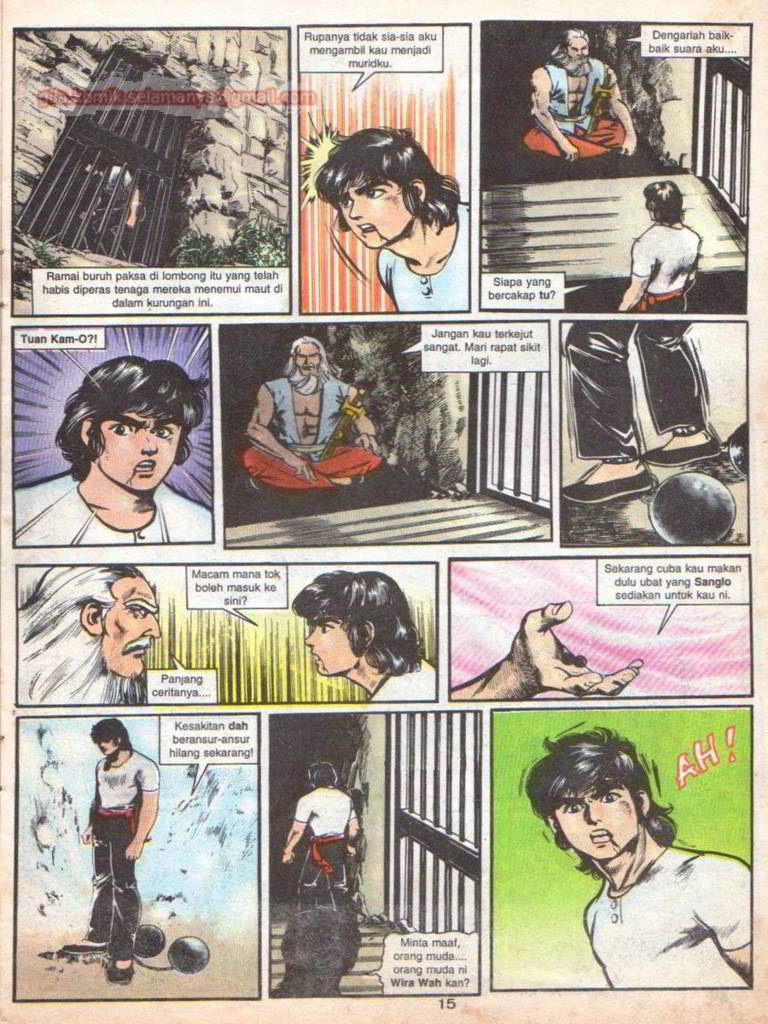 Ramai buruh paksa di lombong itu yang telah
habis diperas tenaga mereka menemui maut di
dalam kurungan ini.
Rupanya tidak sia-sia aku
mengambil kau menjadi
muridku.
Dengarlah baik-
baik suara aku....
Siapa yang
bercakap tu?
Tuan Kam-O?!
Jangan kau terkejut
sangat. Mari rapat sikit
lagi.
Macam mana tok
boleh masuk ke
sini?
Panjang
ceritanya....
Sekarang cuba kau makan
dulu ubat yang Sanglo
sediakan untuk kau ni.
Kesakitan dah
beransur-ansur
hilang sekarang!
Minta maaf,
orang muda....
orang muda ni
Wira Wah kan?
AH!
15